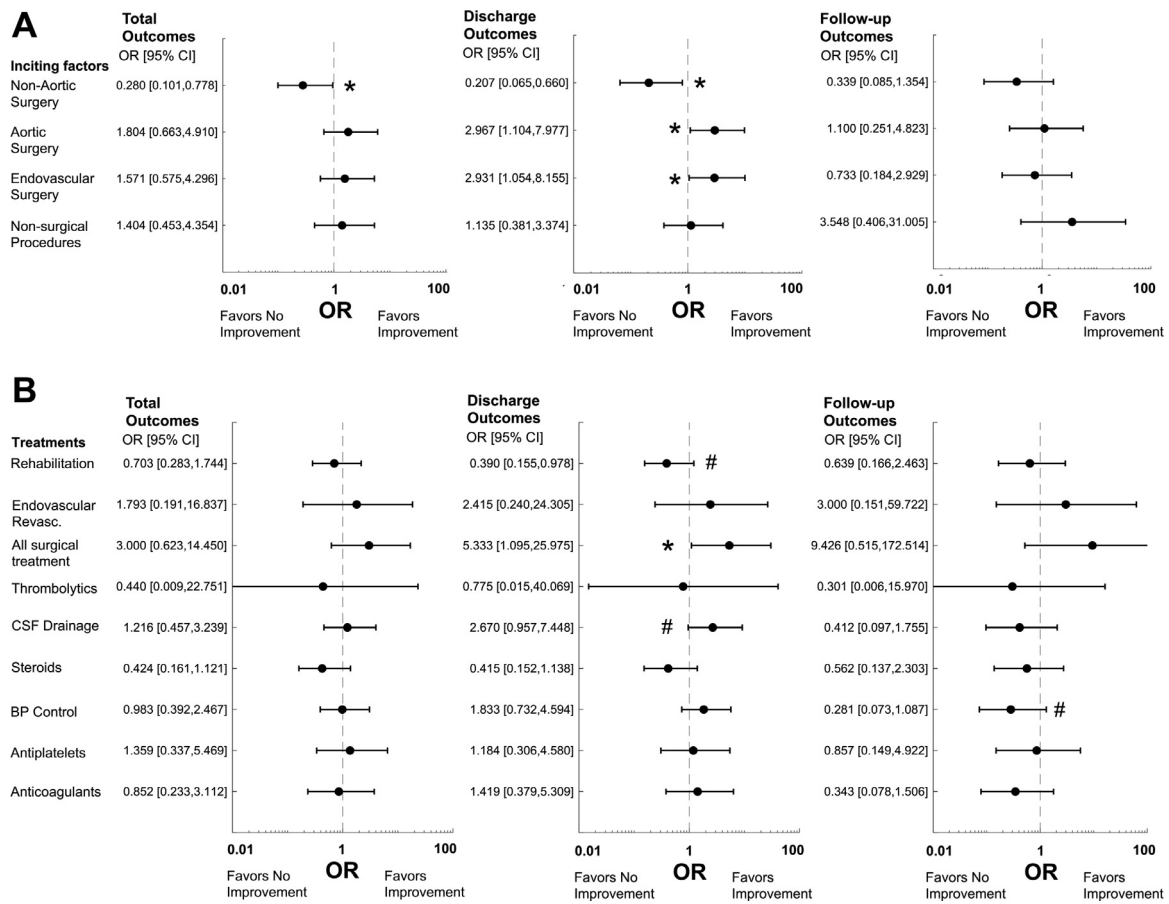 A
Total
Outcomes
OR [95% CI]
Discharge
Outcomes
OR [95% CI]
Follow-up
Outcomes
OR [95% CI]
Inciting factors
Non-Aortic
Surgery
0.280 [0.101,0.778]
*
0.207 [0.065,0.660]
*
0.339 [0.085,1.354]
Aortic
Surgery
1.804 [0.663,4.910]
2.967 [1.104,7.977]
*
1.100 [0.251,4.823]
Endovascular
Surgery
1.571 [0.575,4.296]
2.931 [1.054,8.155]
*
0.733 [0.184,2.929]
Non-surgical
Procedures
1.404 [0.453,4.354]
1.135 [0.381,3.374]
3.548 [0.406,31.005]
0.01 1 100
OR
Favors No
Improvement
Favors
Improvement
0.01 1 100
OR
Favors No
Improvement
Favors
Improvement
0.01 1 100
OR
Favors No
Improvement
Favors
Improvement
B
Total
Outcomes
OR [95% CI]
Discharge
Outcomes
OR [95% CI]
Follow-up
Outcomes
OR [95% CI]
Treatments
Rehabilitation
0.703 [0.283,1.744]
0.390 [0.155,0.978]
#
0.639 [0.166,2.463]
Endovascular
Revasc.
1.793 [0.191,16.837]
2.415 [0.240,24.305]
3.000 [0.151,59.722]
All surgical
treatment
3.000 [0.623,14.450]
5.333 [1.095,25.975]
*
9.426 [0.515,172.514]
Thrombolytics
0.440 [0.009,22.751]
0.775 [0.015,40.069]
0.301 [0.006,15.970]
CSF Drainage
1.216 [0.457,3.239]
2.670 [0.957,7.448]
#
0.412 [0.097,1.755]
Steroids
0.424 [0.161,1.121]
0.415 [0.152,1.138]
0.562 [0.137,2.303]
BP Control
0.983 [0.392,2.467]
1.833 [0.732,4.594]
0.281 [0.073,1.087]
#
Antiplatelets
1.359 [0.337,5.469]
1.184 [0.306,4.580]
0.857 [0.149,4.922]
Anticoagulants
0.852 [0.233,3.112]
1.419 [0.379,5.309]
0.343 [0.078,1.506]
0.01 1 100
OR
Favors No
Improvement
Favors
Improvement
0.01 1 100
OR
Favors No
Improvement
Favors
Improvement
0.01 1 100
OR
Favors No
Improvement
Favors
Improvement